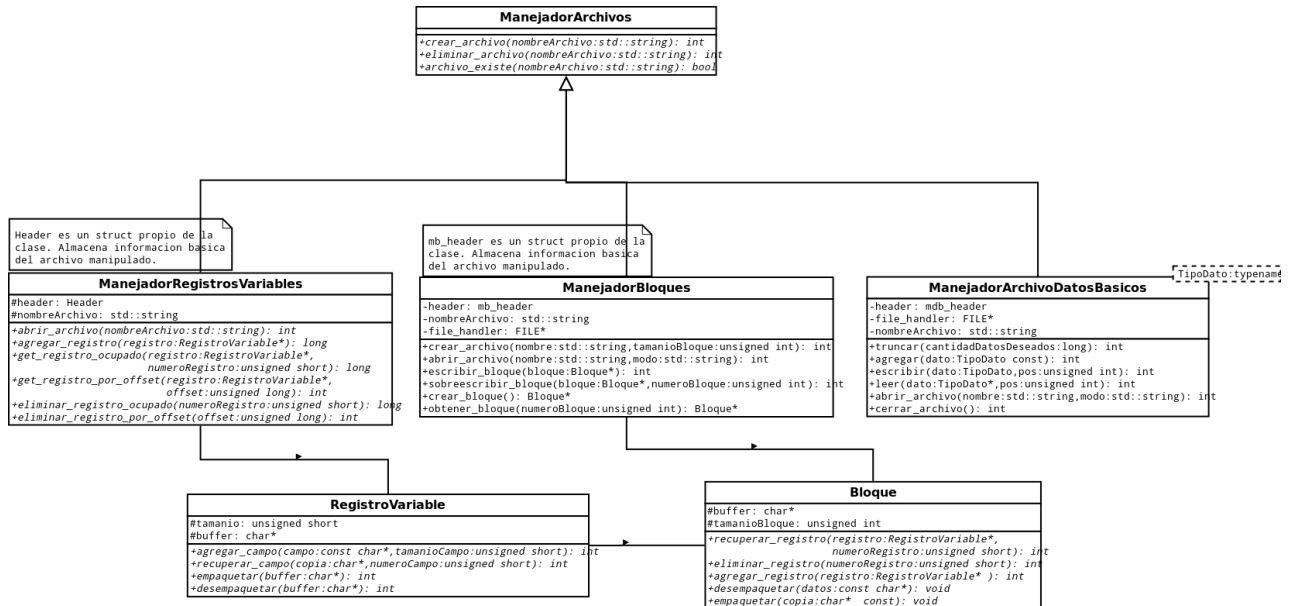 ManejadorArchivos
+crear_archivo(nombreArchivo:std::string): int
+eliminar_archivo(nombreArchivo:std::string): int
+archivo_existe(nombreArchivo:std::string): bool
Header es un struct propio de la
clase. Almacena informacion basica
del archivo manipulado.
mb_header es un struct propio de la
clase. Almacena informacion basica
del archivo manipulado.
ManejadorRegistrosVariables
#header: Header
#nombreArchivo: std::string
+abrir_archivo(nombreArchivo:std::string): int
+agregar_registro(registro:RegistroVariable*): long
+get_registro_ocupado(registro:RegistroVariable*,
numeroRegistro:unsigned short): long
+get_registro_por_offset(registro:RegistroVariable*,
offset:unsigned long): int
+eliminar_registro_ocupado(numeroRegistro:unsigned short): long
+eliminar_registro_por_offset(offset:unsigned long): int
ManejadorBloques
-header: mb_header
-nombreArchivo: std::string
-file_handler: FILE*
+crear_archivo(nombre:std::string,tamanioBloque:unsigned int): int
+abrir_archivo(nombre:std::string,modo:std::string): int
+escribir_bloque(bloque:Bloque*): int
+sobreescribir_bloque(bloque:Bloque*,numeroBloque:unsigned int): int
+crear_bloque(): Bloque*
+obtener_bloque(numeroBloque:unsigned int): Bloque*
TipoDato:typename
ManejadorArchivoDatosBasicos
-header: mdb_header
-file_handler: FILE*
-nombreArchivo: std::string
+truncar(cantidadDatosDeseados:long): int
+agregar(dato:TipoDato const): int
+escribir(dato:TipoDato,pos:unsigned int): int
+leer(dato:TipoDato*,pos:unsigned int): int
+abrir_archivo(nombre:std::string,modo:std::string): int
+cerrar_archivo(): int
RegistroVariable
#tamanio: unsigned short
#buffer: char*
+agregar_campo(campo:const char*,tamanioCampo:unsigned short): int
+recuperar_campo(copia:char*,numeroCampo:unsigned short): int
+empaquetar(buffer:char*): int
+desempaquetar(buffer:char*): int
Bloque
#buffer: char*
#tamanioBloque: unsigned int
+recuperar_registro(registro:RegistroVariable*,
numeroRegistro:unsigned short): int
+eliminar_registro(numeroRegistro:unsigned short): int
+agregar_registro(registro:RegistroVariable* ): int
+desempaquetar(datos:const char*): void
+empaquetar(copia:char* const): void